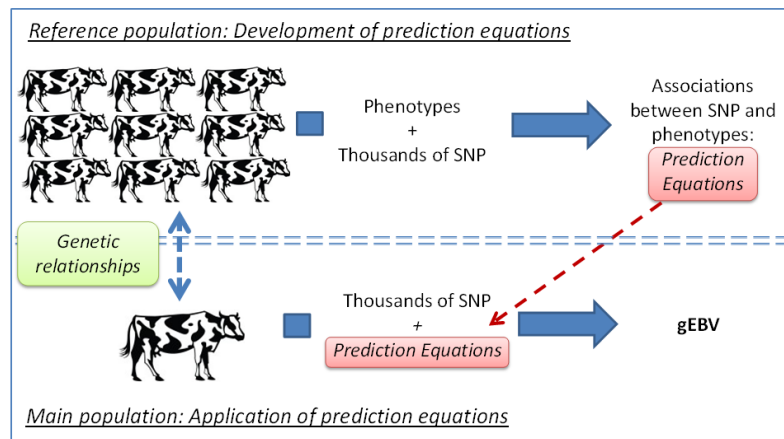 Reference population: Development of prediction equations
Phenotypes
+
Thousands of SNP
Associations
between SNP and
phenotypes:
Prediction
Equations
Genetic
relationships
Thousands of SNP
+
Prediction Equations
gEBV
Main population: Application of prediction equations